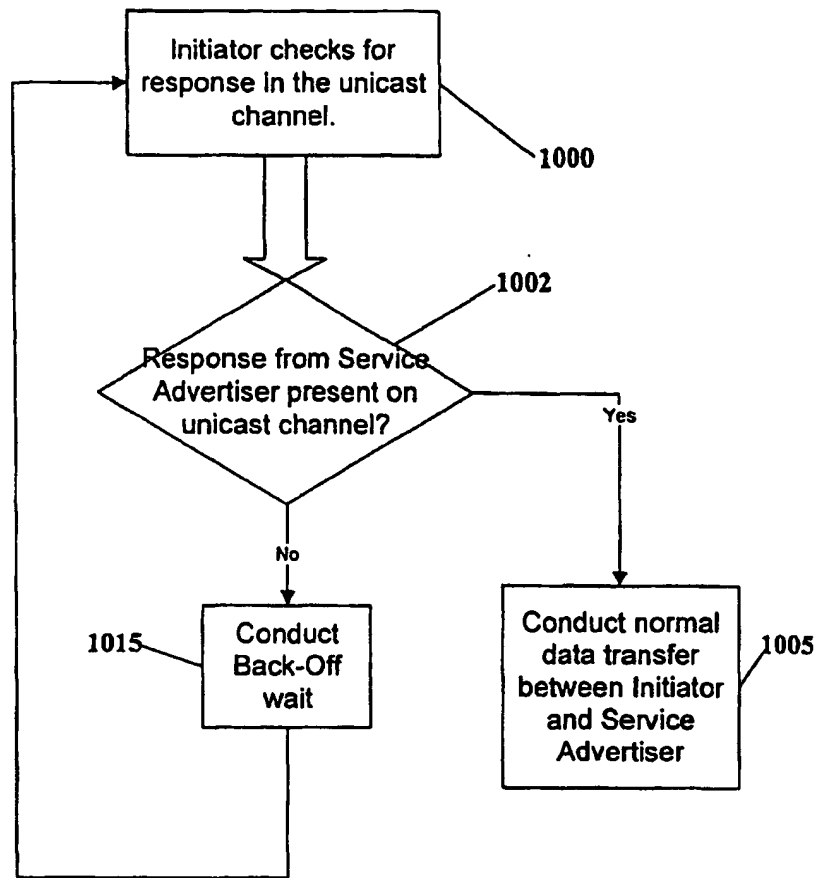 Initiator checks for
response in the unicast
channel.
1000
1002
Response from Service
Advertiser present on
unicast channel?
Yes
No
1015
Conduct
Back-Off
wait
Conduct normal
data transfer
between Initiator
and Service
Advertiser
1005